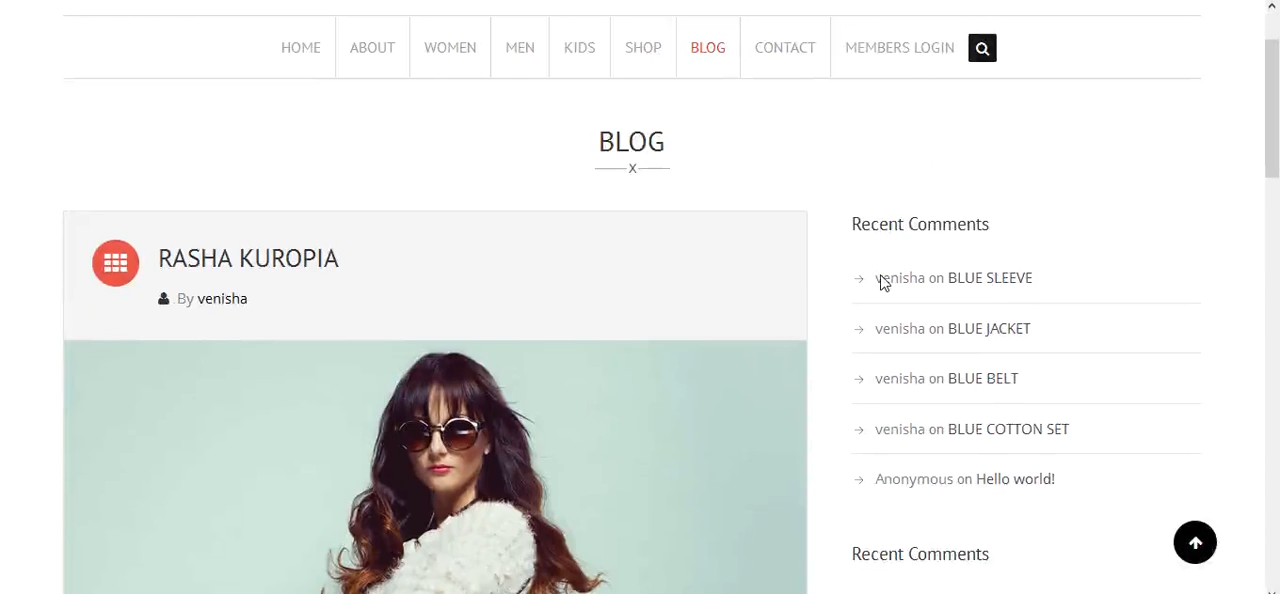 HOME ABOUT WOMEN MEN KIDS SHOP BLOG CONTACT MEMBERS LOGIN
BLOG
X
RASHA KUROPIA
By venisha
Recent Comments
venisha on BLUE SLEEVE
venisha on BLUE JACKET
venisha on BLUE BELT
venisha on BLUE COTTON SET
Anonymous on Hello world!
Recent Comments